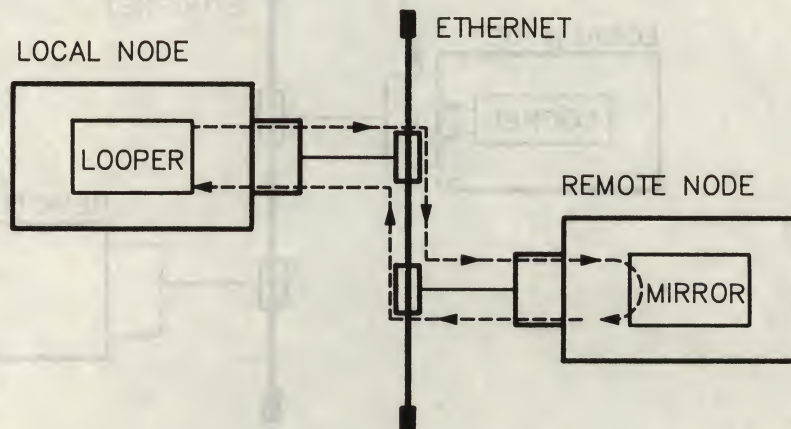 ETHERNET
LOCAL NODE
LOOPER
REMOTE NODE
MIRROR